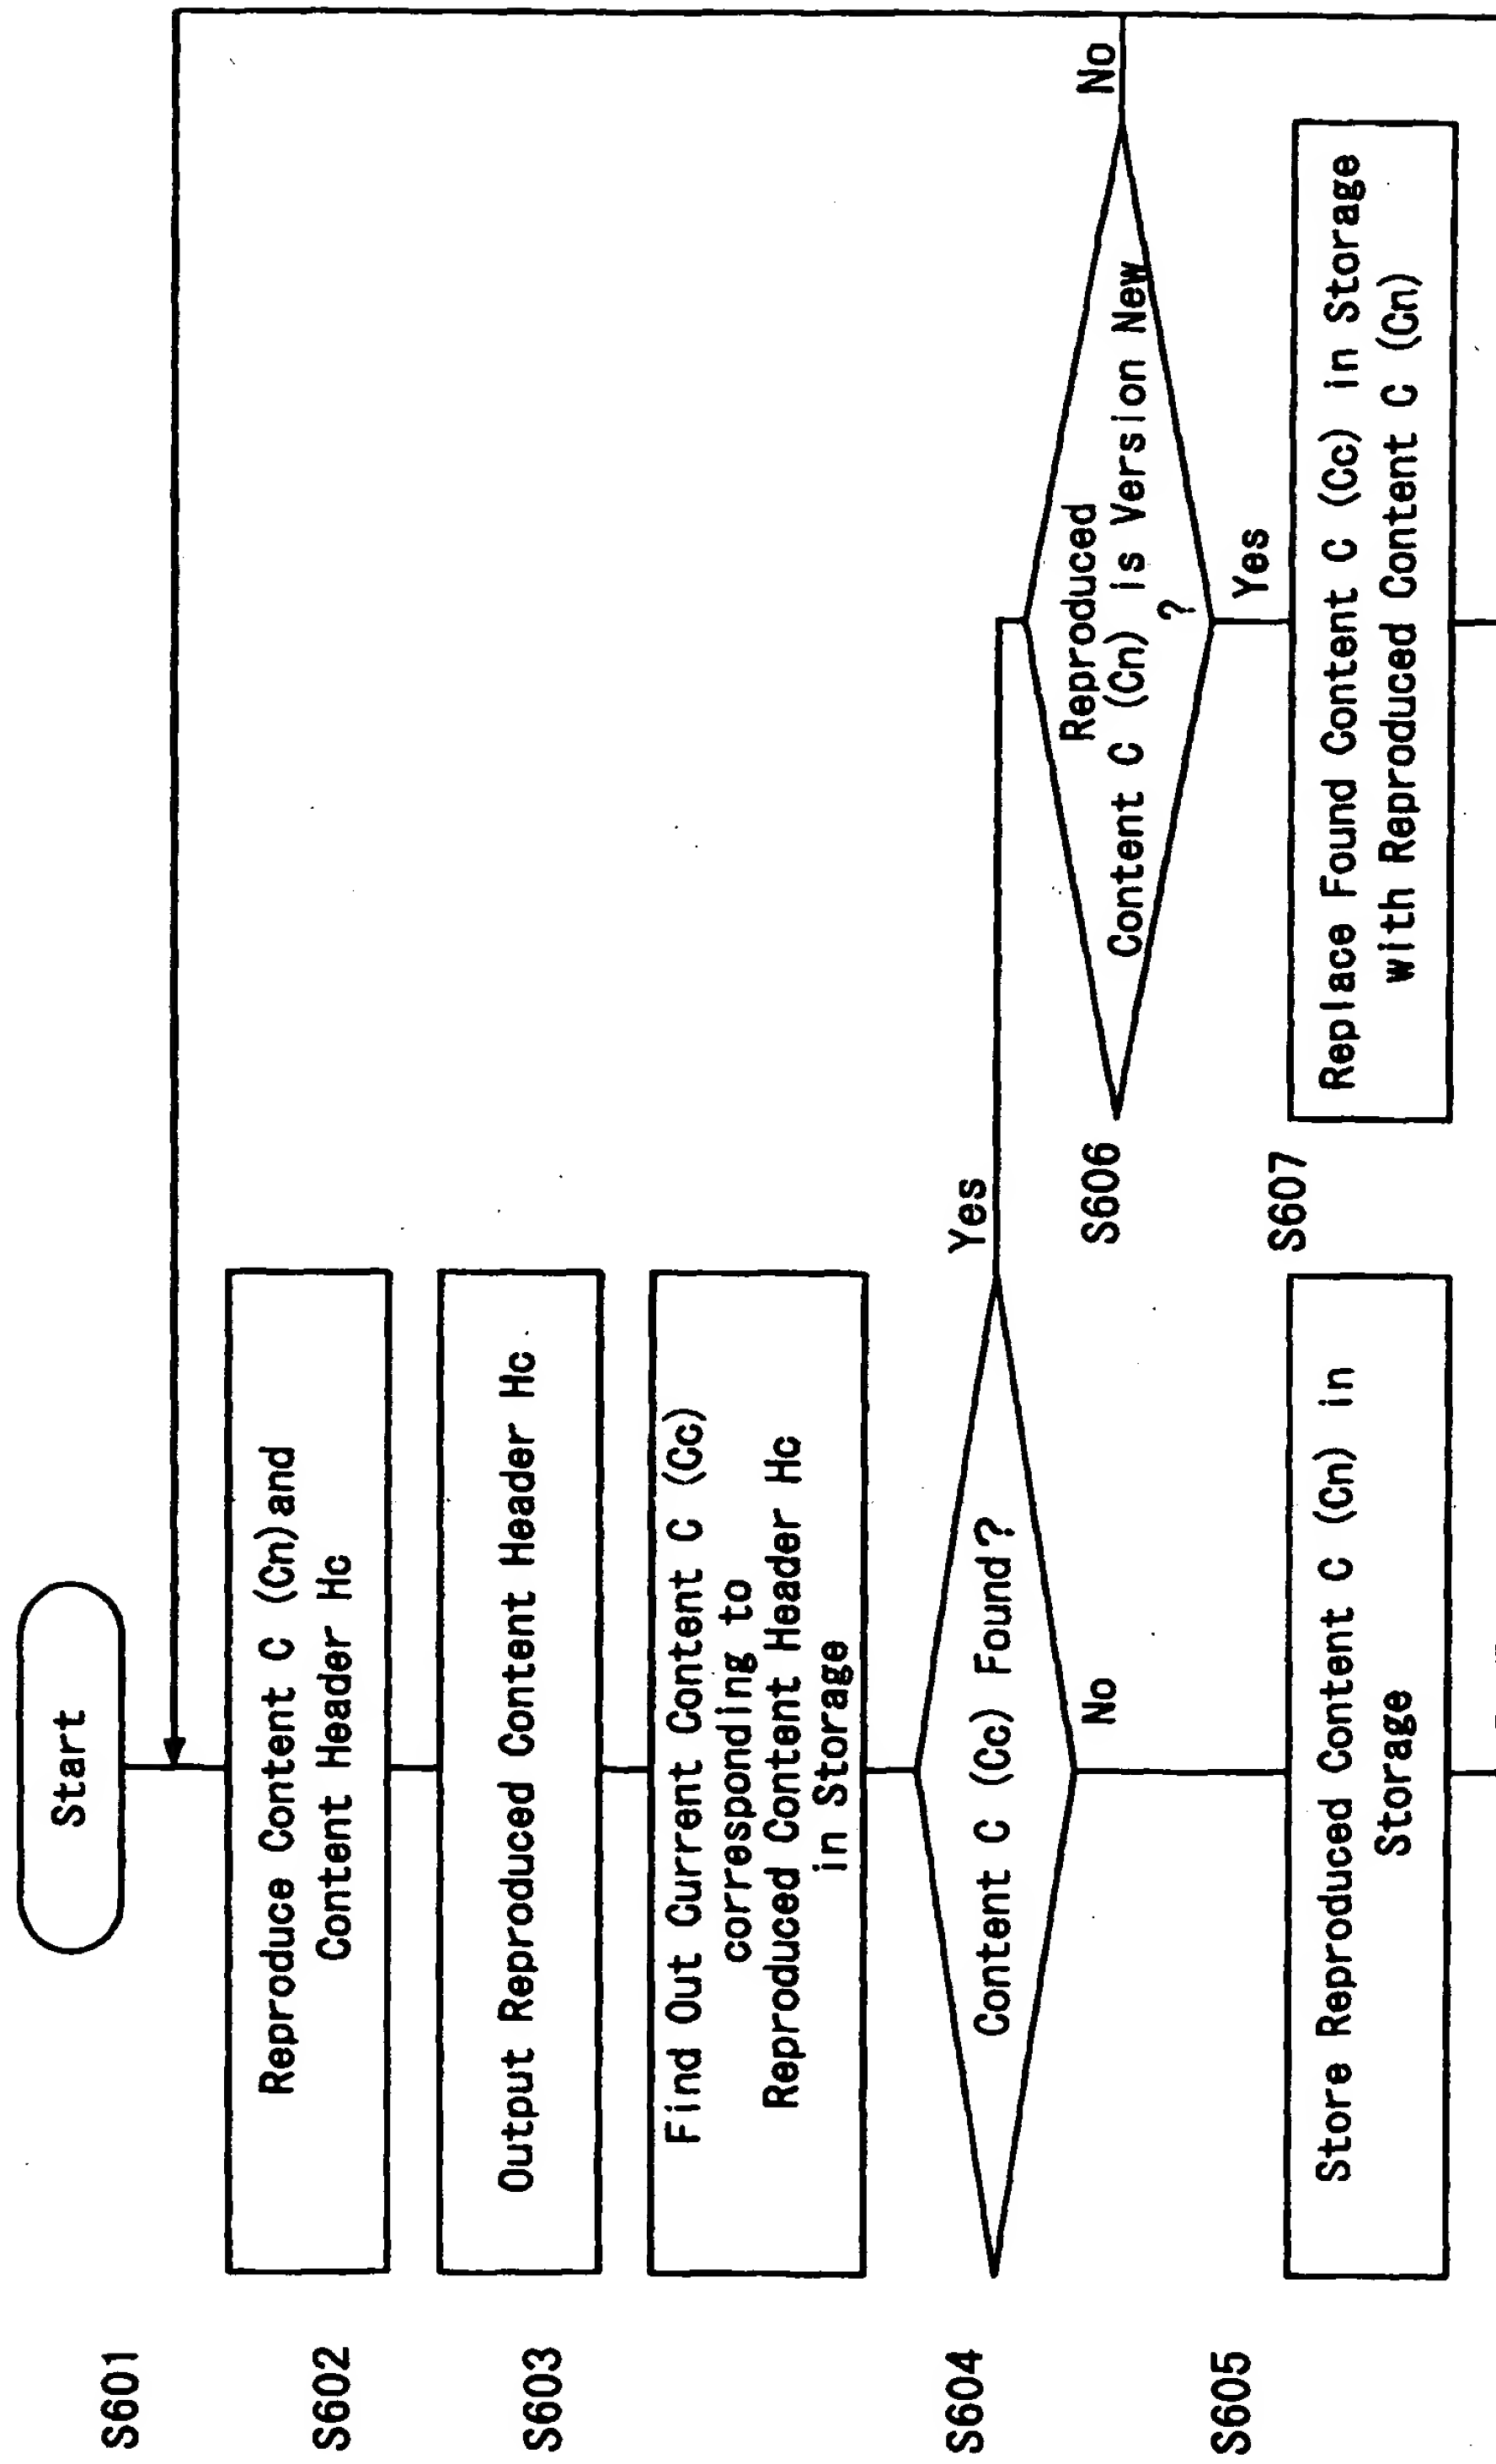 Start
S601
Reproduce Content C (Cn) and
Content Header Hc
S602
Output Reproduced Content Header Hc
S603
Find Out Current Content C (Cc)
corresponding to
Reproduced Content Header Hc
in Storage
S604
Content C (Cc) Found?
Yes
No
S605
Store Reproduced Content C (Cn) in
Storage
S606
Reproduced
Content C (Cn) is Version New
?
No
Yes
S607
Replace Found Content C (Cc) in Storage
with Reproduced Content C (Cn)